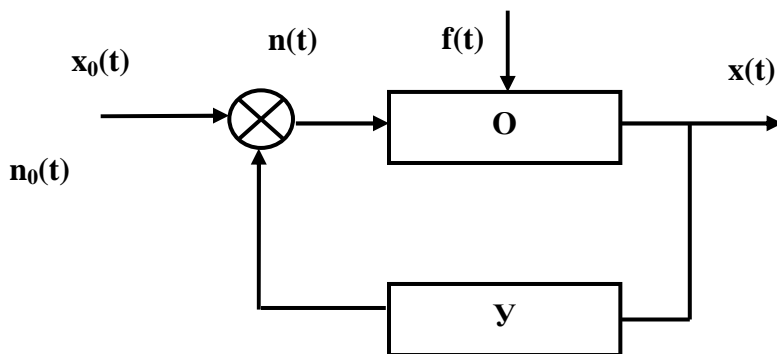 n(t)
f(t)
x₀(t)
x(t)
О
n₀(t)
У